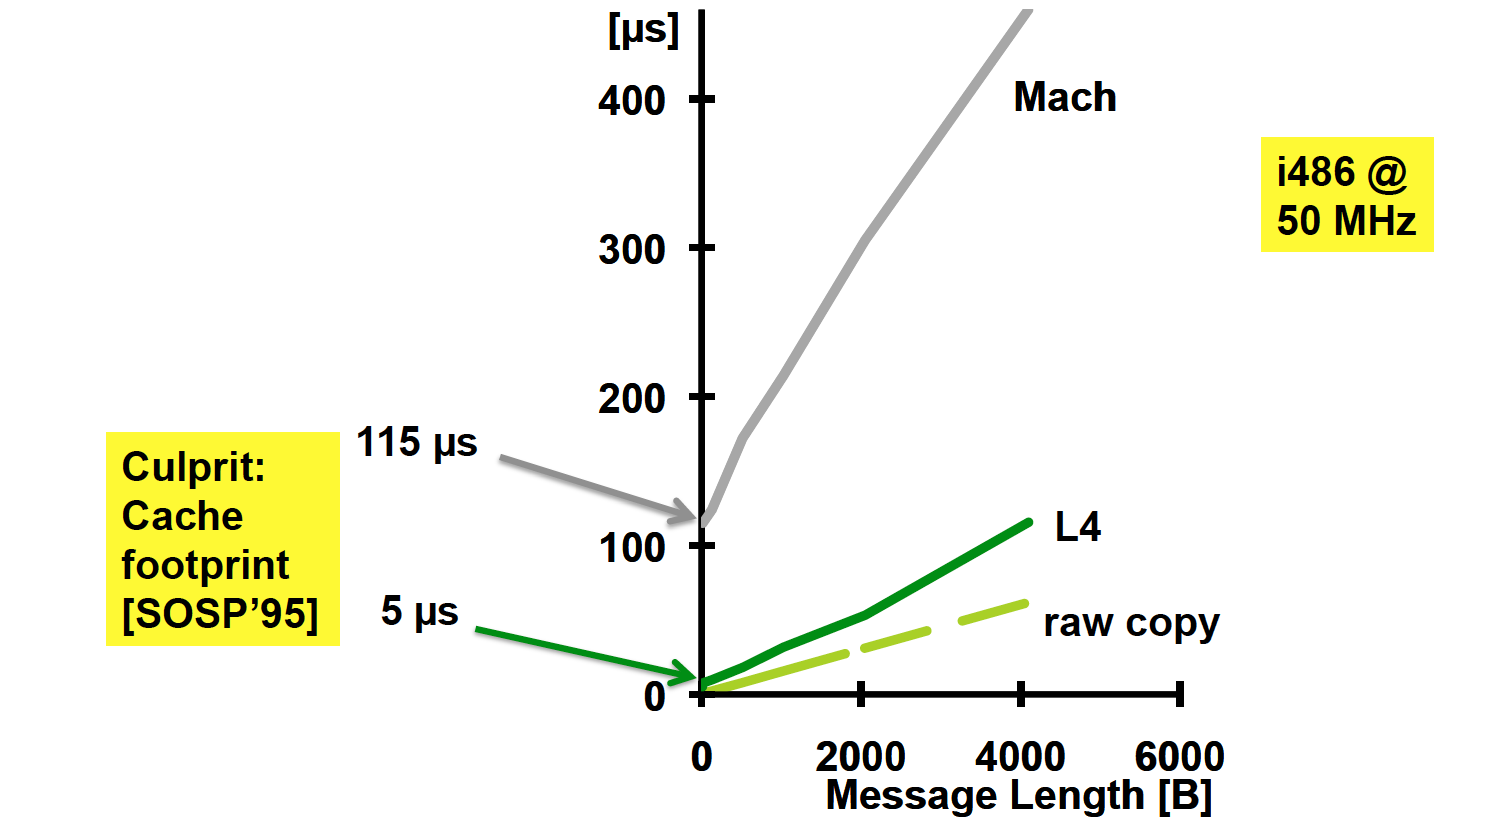 [µs]
400
Mach
i486 @
50 MHz
300
200
115 µs
Culprit:
Cache
footprint
[SOSP’95]
100
L4
5 µs
raw copy
0
0 2000 4000 6000
Message Length [B]